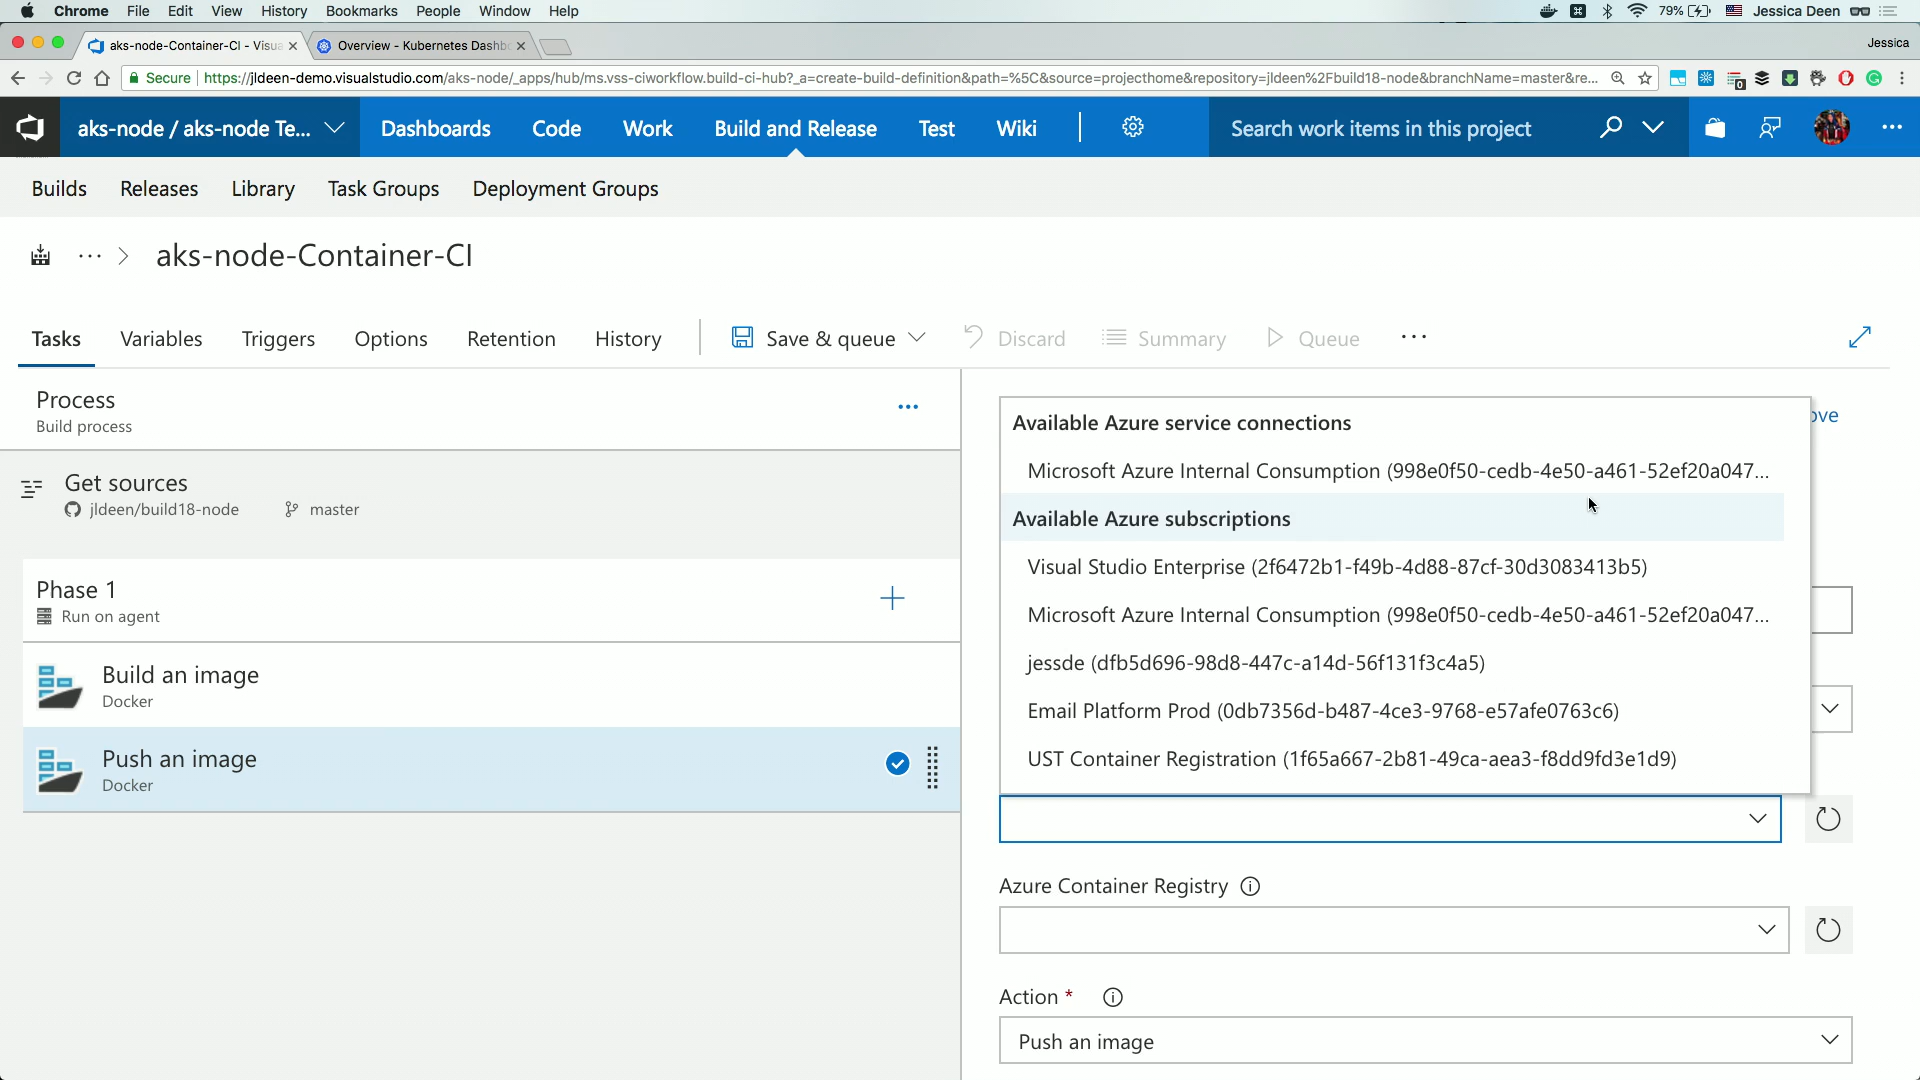 Chrome File Edit View History Bookmarks People Window Help 79% Jessica Deen
aks-node-Container-CI - Visua Overview - Kubernetes Dashb Jessica
Secure https://jldeen-demo.visualstudio.com/aks-node/_apps/hub/ms.vss-ciworkflow.build-ci-hub?_a=create-build-definition&path=%5C&source=projecthome&repository=jldeen%2Fbuild18-node&branchName=master&re...
aks-node / aks-node Te... Dashboards Code Work Build and Release Test Wiki Search work items in this project
Builds Releases Library Task Groups Deployment Groups
... > aks-node-Container-CI
Tasks Variables Triggers Options Retention History Save & queue Discard Summary Queue ...
Process
Build process
Get sources
jldeen/build18-node master
Phase 1
Run on agent
Build an image
Docker
Push an image
Docker
ove
Available Azure service connections
Microsoft Azure Internal Consumption (998e0f50-cedb-4e50-a461-52ef20a047...
Available Azure subscriptions
Visual Studio Enterprise (2f6472b1-f49b-4d88-87cf-30d3083413b5)
Microsoft Azure Internal Consumption (998e0f50-cedb-4e50-a461-52ef20a047...
jessde (dfb5d696-98d8-447c-a14d-56f131f3c4a5)
Email Platform Prod (0db7356d-b487-4ce3-9768-e57afe0763c6)
UST Container Registration (1f65a667-2b81-49ca-aea3-f8dd9fd3e1d9)
Azure Container Registry
Action *
Push an image